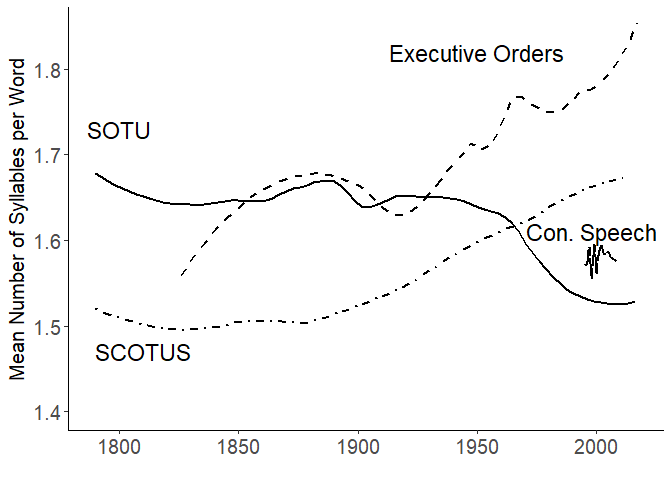 Executive Orders
1.8
SOTU
1.7
Mean Number of Syllables per Word
Con. Speech
1.6
1.5
SCOTUS
1.4
1800 1850 1900 1950 2000